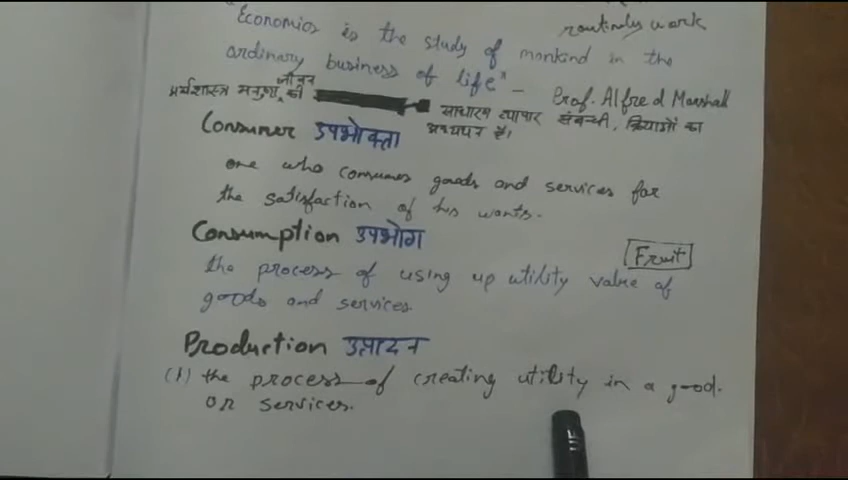 routinely work
"Economics is the study of mankind in the
ordinary business of life" - Prof. Alfred Marshall
अर्थशास्त्र मनुष्य की जीवन साधारण व्यापार संबन्धी, क्रियाओं का
अध्ययन है।
Consumer उपभोक्ता
one who consumes goods and services for
the satisfaction of his wants.
Consumption उपभोग
Fruit
the process of using up utility value of
goods and services.
Production उत्पादन
(1) the process of creating utility in a good.
or services.